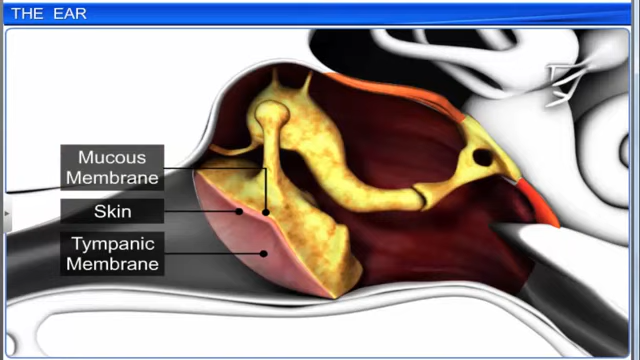 THE EAR
Mucous
Membrane
Skin
Tympanic
Membrane